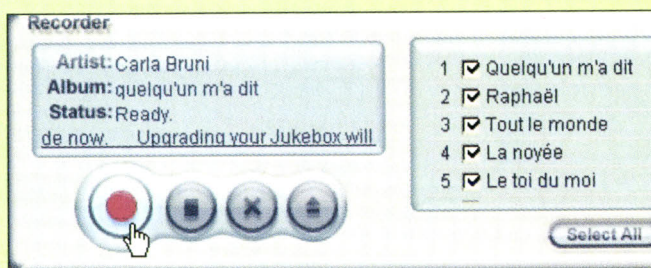 Recorder
Artist: Carla Bruni
Album: quelqu'un m'a dit
Status: Ready.
de now. Upgrading your Jukebox will
1 Quelqu'un m'a dit
2 Raphaël
3 Tout le monde
4 La noyée
5 Le toi du moi
Select All